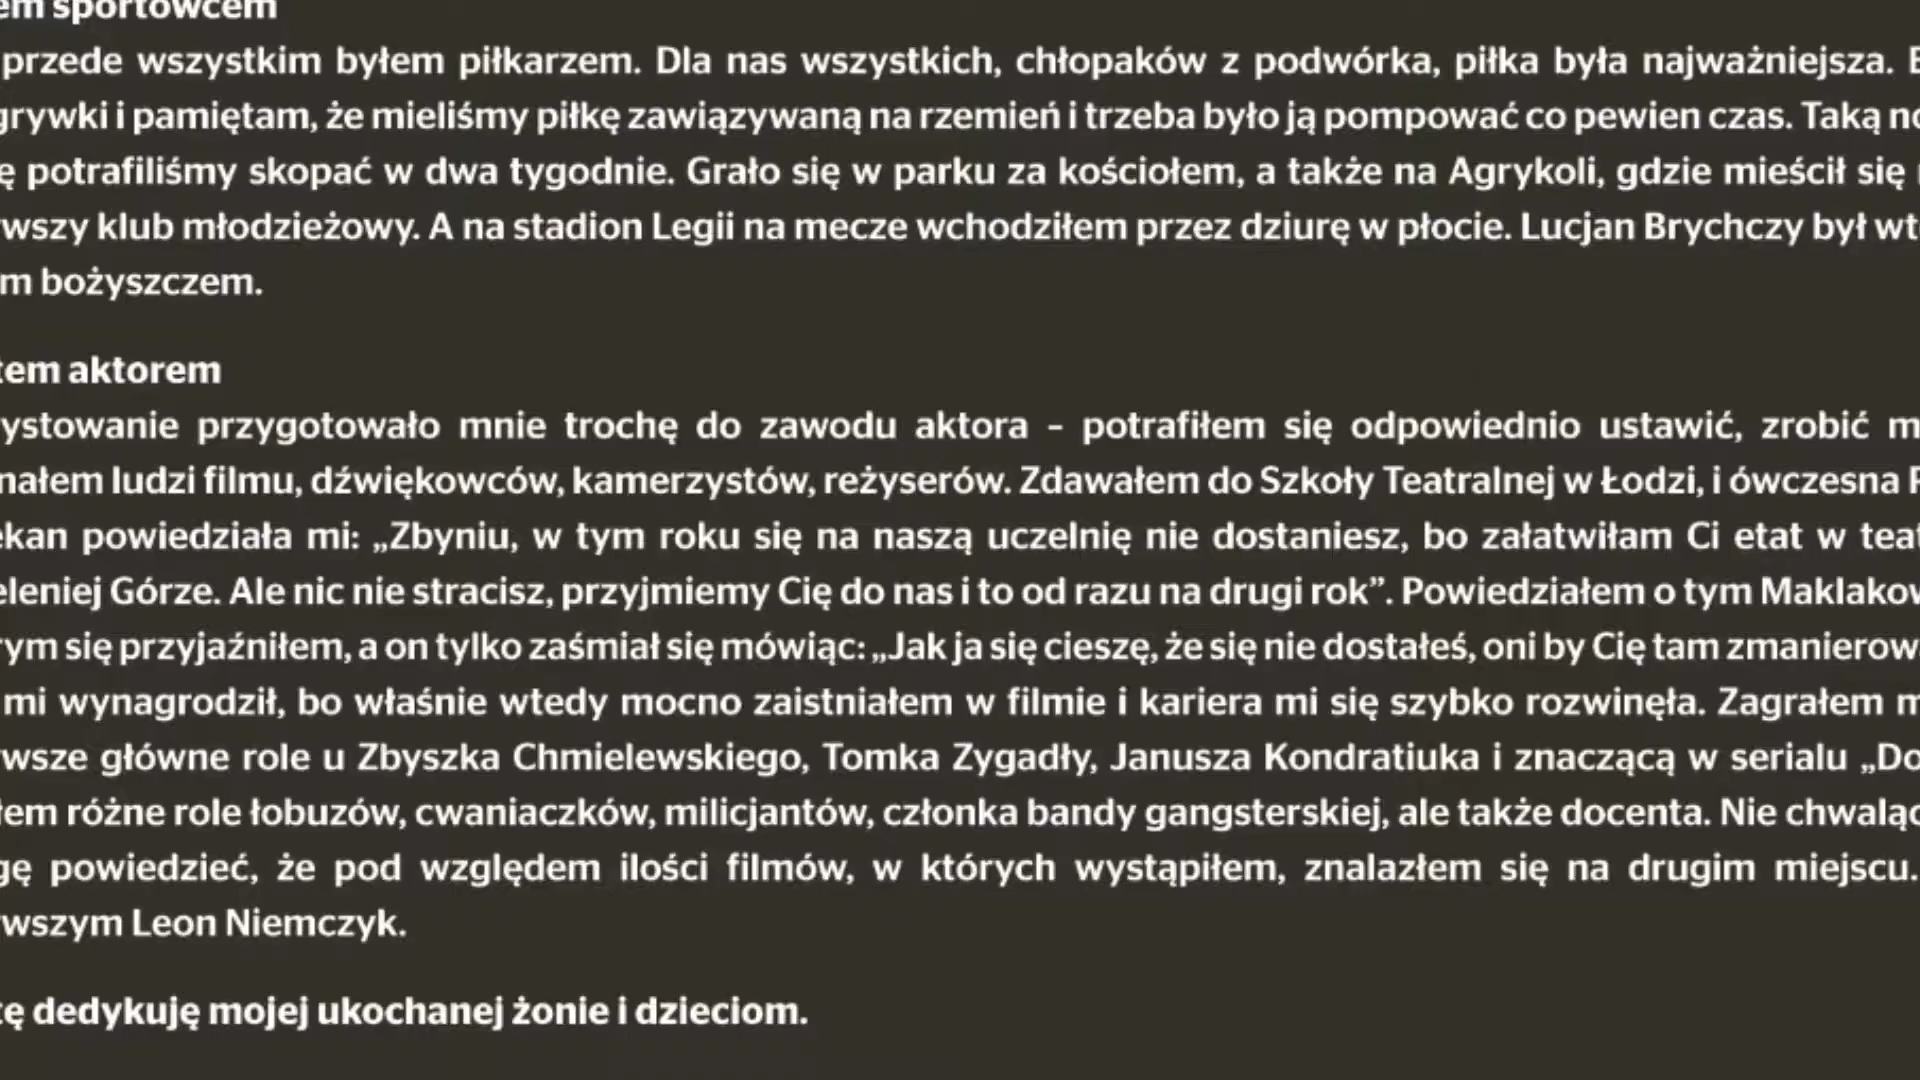 em sportowcem
przede wszystkim byłem piłkarzem. Dla nas wszystkich, chłopaków z podwórka, piłka była najważniejsza.
grywki i pamiętam, że mieliśmy piłkę zawiązywaną na rzemień i trzeba było ją pompować co pewien czas. Taką no
ę potrafiliśmy skopać w dwa tygodnie. Grało się w parku za kościołem, a także na Agrykoli, gdzie mieścił się
wszy klub młodzieżowy. A na stadion Legii na mecze wchodziłem przez dziurę w płocie. Lucjan Brychczy był wt
m bożyszczem.
tem aktorem
ystowanie przygotowało mnie trochę do zawodu aktora – potrafiłem się odpowiednio ustawić, zrobić m
nałem ludzi filmu, dźwiękowców, kamerzystów, reżyserów. Zdawałem do Szkoły Teatralnej w Łodzi, i ówczesna P
ekan powiedziała mi: „Zbyniu, w tym roku się na naszą uczelnię nie dostaniesz, bo załatwiłam Ci etat w teat
eleniej Górze. Ale nic nie stracisz, przyjmiemy Cię do nas i to od razu na drugi rok”. Powiedziałem o tym Maklakow
rym się przyjaźniłem, a on tylko zaśmiał się mówiąc: „Jak ja się cieszę, że się nie dostałeś, oni by Cię tam zmanierow
mi wynagrodził, bo właśnie wtedy mocno zaistniałem w filmie i kariera mi się szybko rozwinęła. Zagrałem m
wsze główne role u Zbyszka Chmielewskiego, Tomka Zygadły, Janusza Kondratiuka i znaczącą w serialu „Do
łem różne role łobuzów, cwaniaczków, milicjantów, członka bandy gangsterskiej, ale także docenta. Nie chwaląc
gę powiedzieć, że pod względem ilości filmów, w których wystąpiłem, znalazłem się na drugim miejscu.
wszym Leon Niemczyk.
tę dedykuję mojej ukochanej żonie i dzieciom.